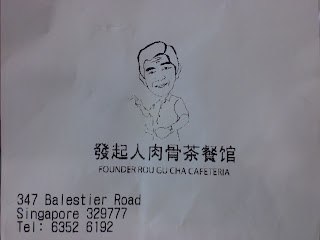 發起人肉骨茶餐馆
FOUNDER ROU GU CHA CAFETERIA
347 Balestier Road
Singapore 329777
Tel: 6352 6192